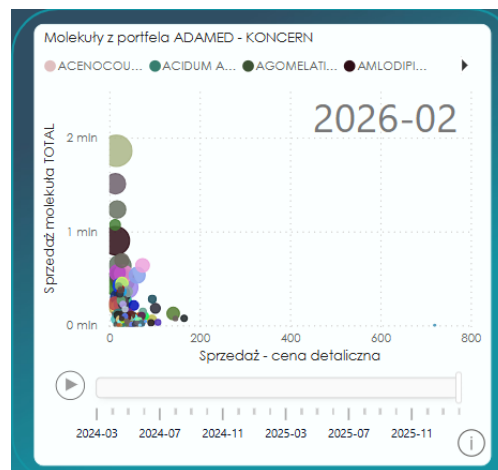 Molekuły z portfela ADAMED - KONCERN
ACENOCOU... ACIDUM A... AGOMELATI... AMLODIPI...
2026-02
Sprzedaż molekuła TOTAL
2 mln
1 mln
0 mln
0 200 400 600 800
Sprzedaż - cena detaliczna
2024-03 2024-07 2024-11 2025-03 2025-07 2025-11